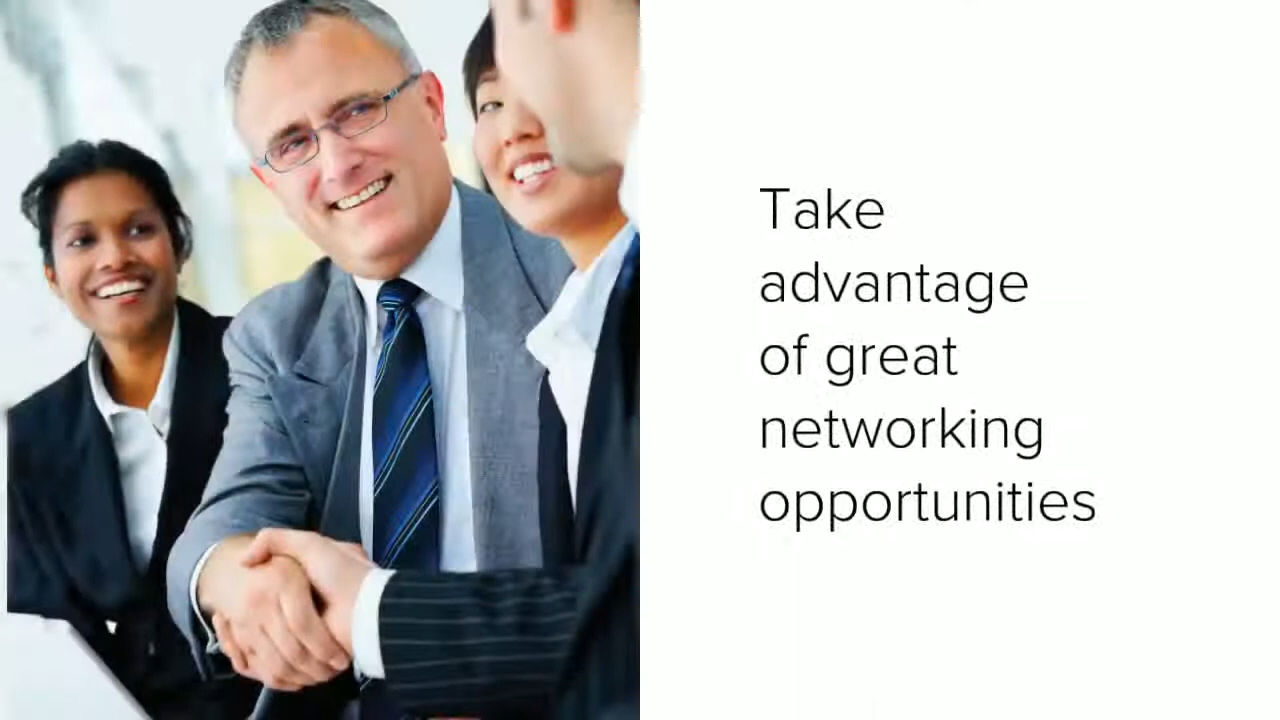 Take
advantage
of great
networking
opportunities